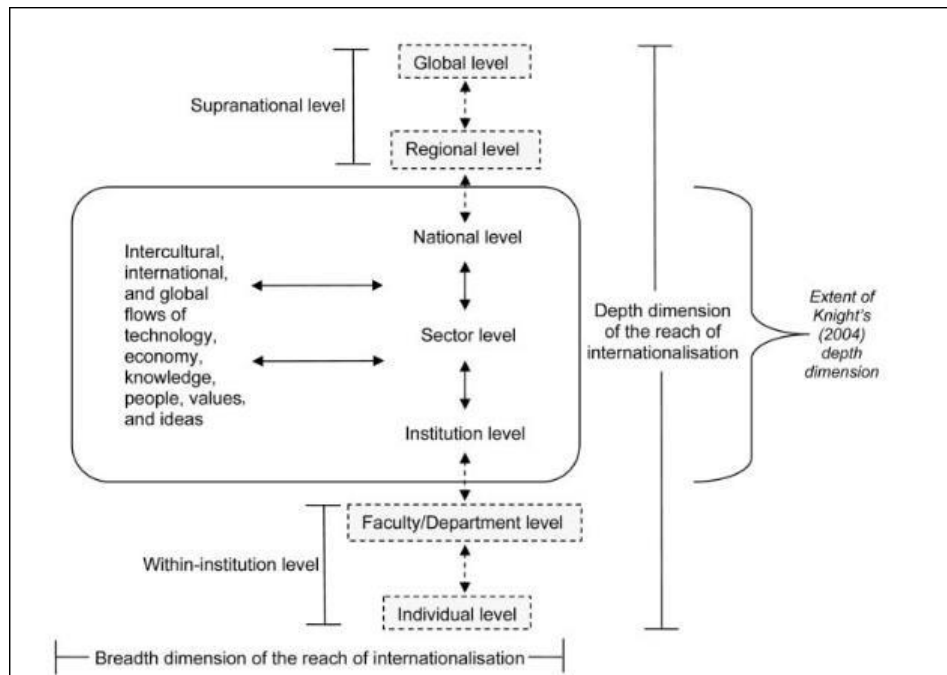 Global level
Supranational level
Regional level
National level
Intercultural,
international,
and global
flows of
technology,
economy,
knowledge,
people, values,
and ideas
Sector level
Institution level
Depth dimension
of the reach of
internationalisation
Extent of
Knight's
(2004)
depth
dimension
Faculty/Department level
Within-institution level
Individual level
Breadth dimension of the reach of internationalisation